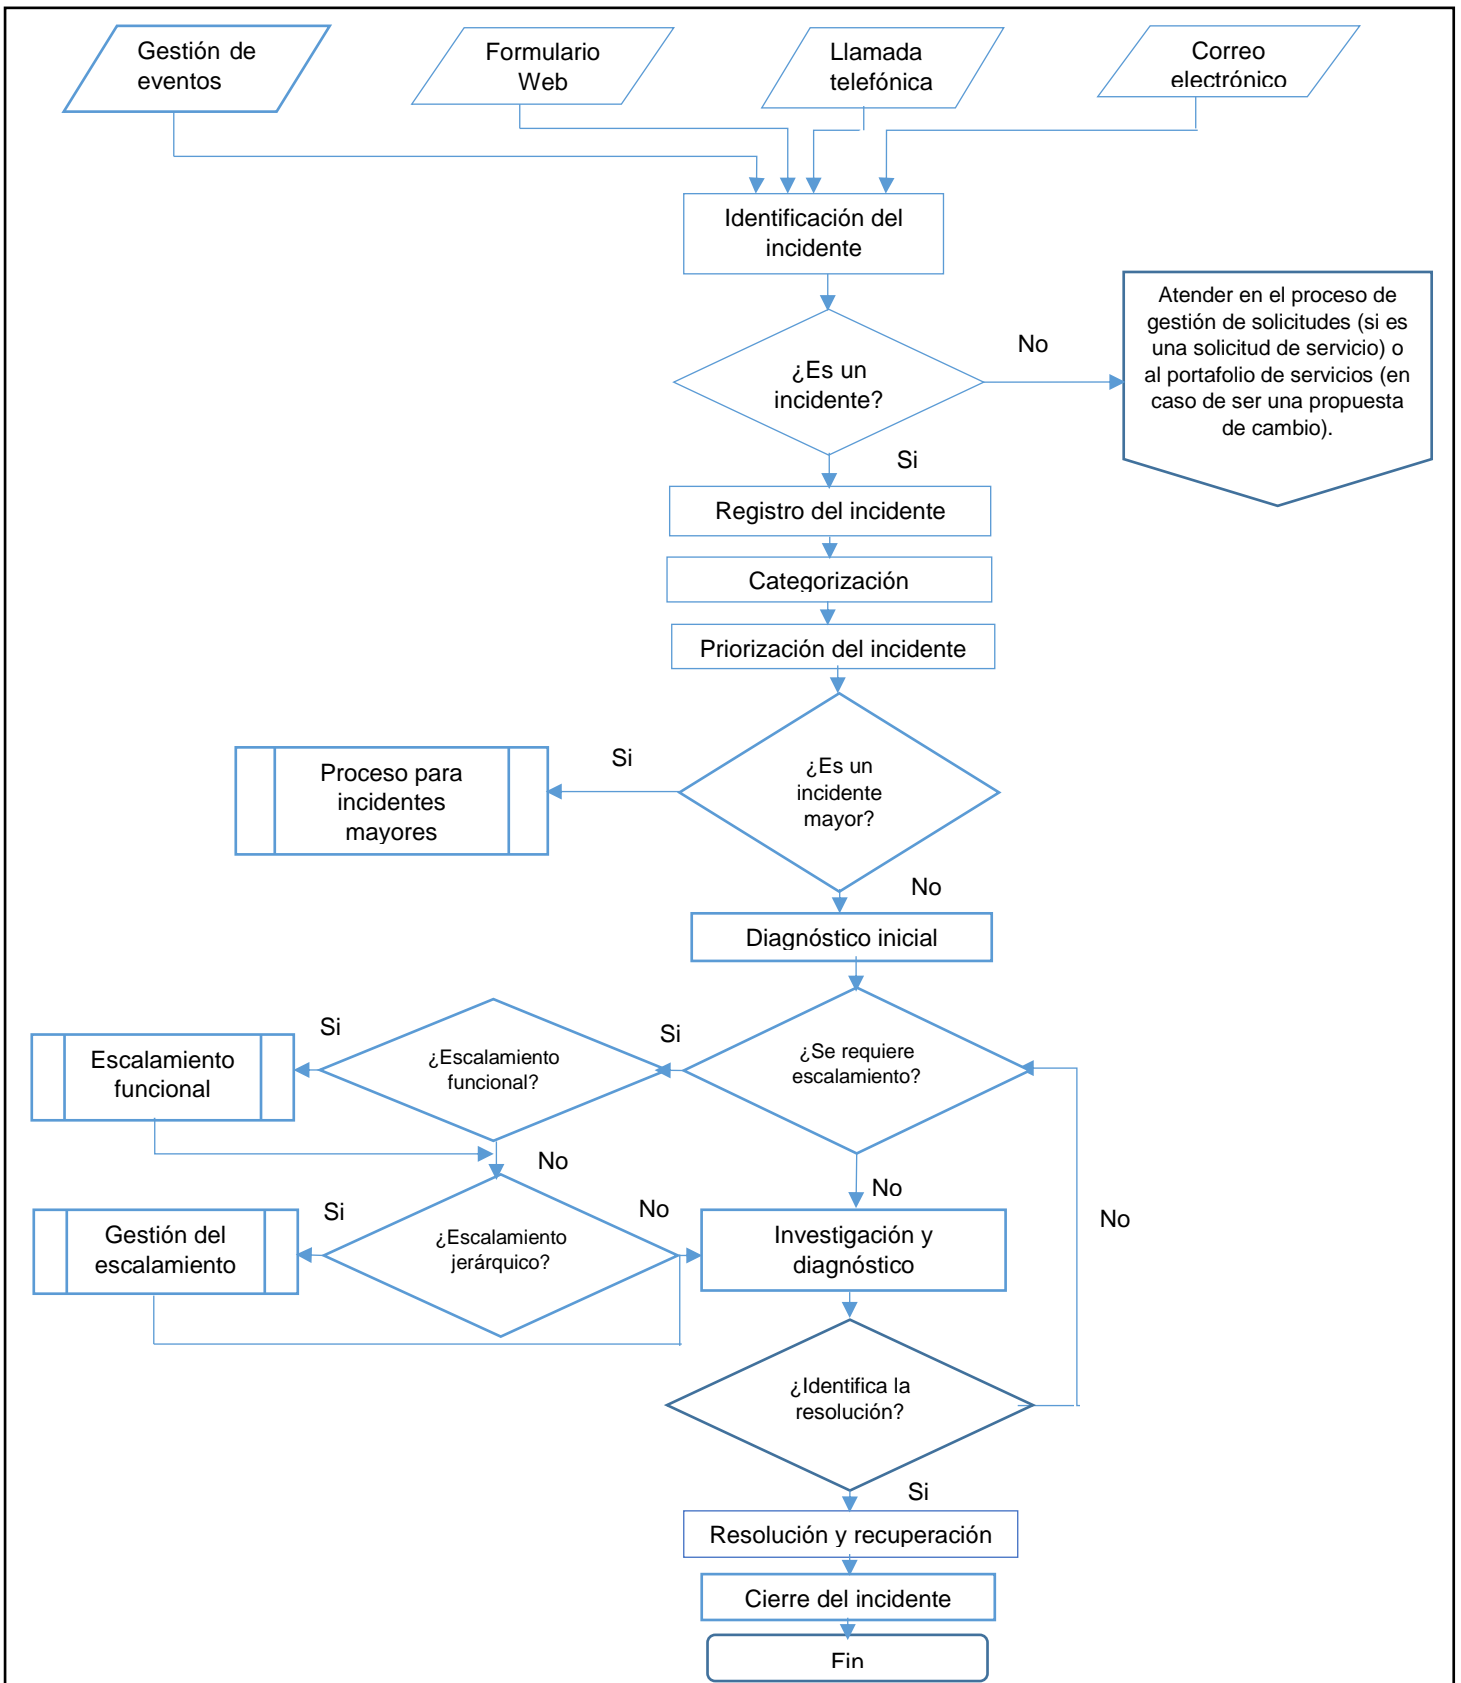 Gestión de
eventos
Formulario
Web
Llamada
telefónica
Correo
electrónico
Identificación del
incidente
¿Es un
incidente?
No
Atender en el proceso de
gestión de solicitudes (si es
una solicitud de servicio) o
al portafolio de servicios (en
caso de ser una propuesta
de cambio).
Si
Registro del incidente
Categorización
Priorización del incidente
¿Es un
incidente
mayor?
Si
Proceso para
incidentes
mayores
No
Diagnóstico inicial
¿Se requiere
escalamiento?
Si
¿Escalamiento
funcional?
Si
Escalamiento
funcional
No
No
¿Escalamiento
jerárquico?
Si
Gestión del
escalamiento
No
Investigación y
diagnóstico
No
¿Identifica la
resolución?
Si
Resolución y recuperación
Cierre del incidente
Fin